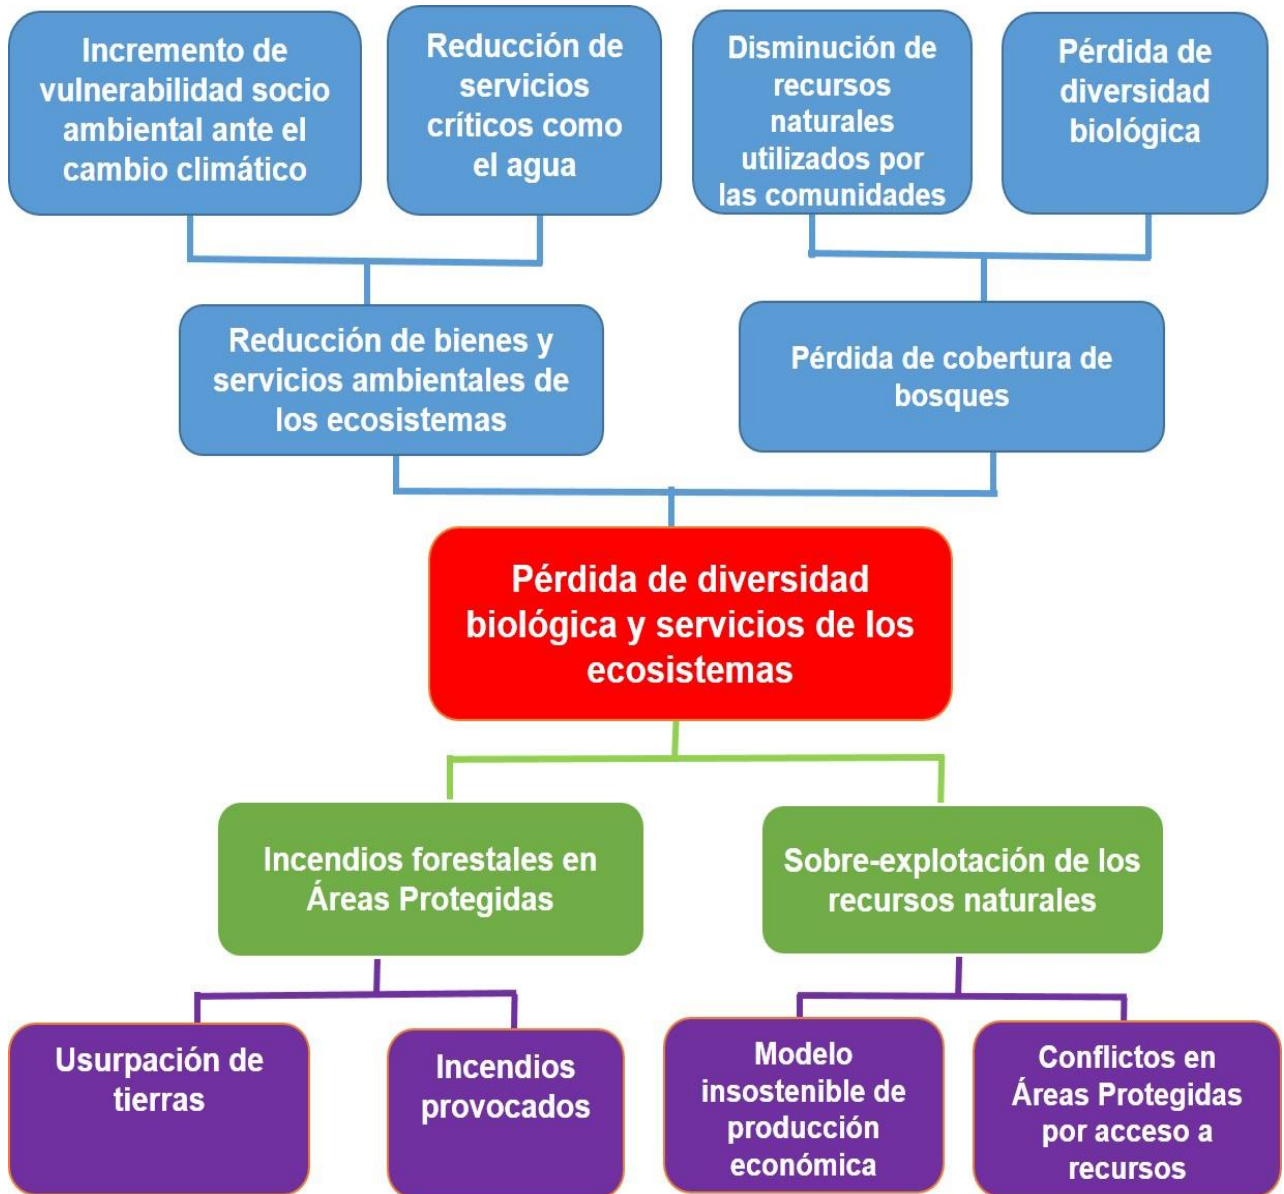 Incremento de
vulnerabilidad socio
ambiental ante el
cambio climático
Reducción de
servicios
críticos como
el agua
Disminución de
recursos
naturales
utilizados por
las comunidades
Pérdida de
diversidad
biológica
Reducción de bienes y
servicios ambientales de
los ecosistemas
Pérdida de cobertura de
bosques
Pérdida de diversidad
biológica y servicios de los
ecosistemas
Incendios forestales en
Áreas Protegidas
Sobre-explotación de los
recursos naturales
Usurpación de
tierras
Incendios
provocados
Modelo
insostenible de
producción
económica
Conflictos en
Áreas Protegidas
por acceso a
recursos